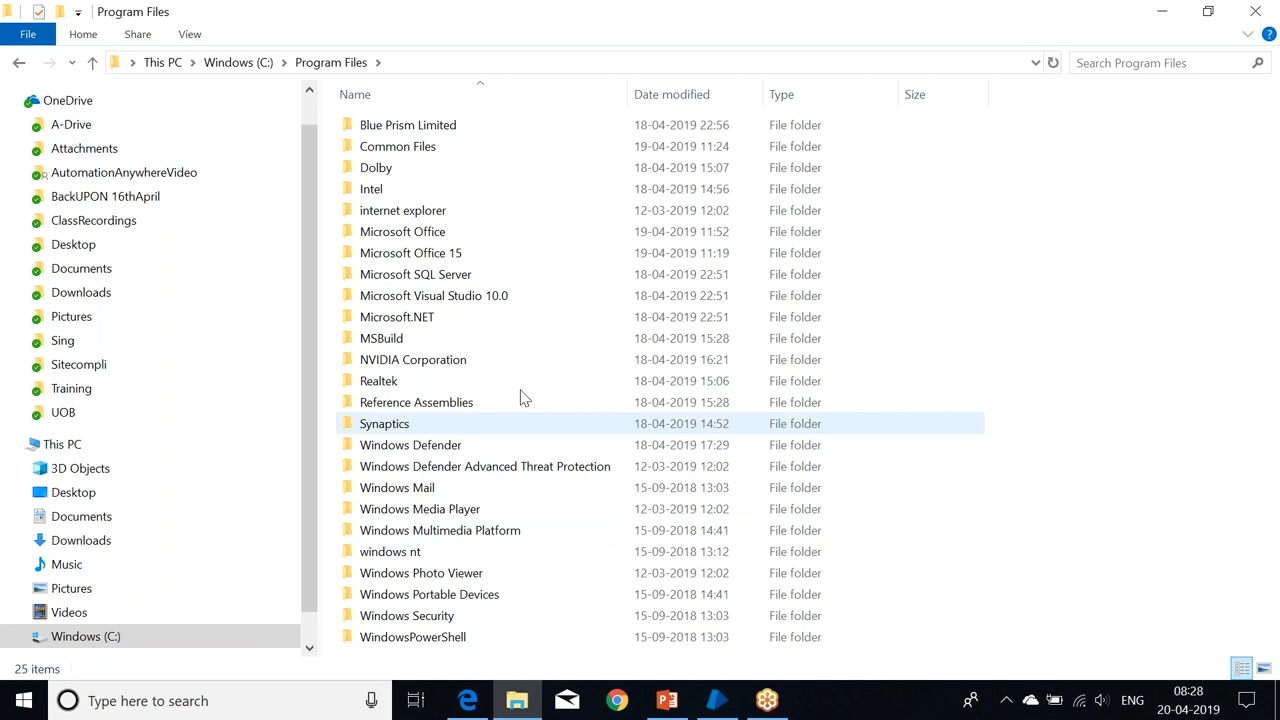 Program Files
File Home Share View
This PC Windows (C:) Program Files Search Program Files
Name Date modified Type Size
OneDrive
A-Drive
Attachments
AutomationAnywhereVideo
BackUPON 16thApril
ClassRecordings
Desktop
Documents
Downloads
Pictures
Sing
Sitecompli
Training
UOB
This PC
3D Objects
Desktop
Documents
Downloads
Music
Pictures
Videos
Windows (C:)
Blue Prism Limited 18-04-2019 22:56 File folder
Common Files 19-04-2019 11:24 File folder
Dolby 18-04-2019 15:07 File folder
Intel 18-04-2019 14:56 File folder
internet explorer 12-03-2019 12:02 File folder
Microsoft Office 19-04-2019 11:52 File folder
Microsoft Office 15 19-04-2019 11:19 File folder
Microsoft SQL Server 18-04-2019 22:51 File folder
Microsoft Visual Studio 10.0 18-04-2019 22:51 File folder
Microsoft.NET 18-04-2019 22:51 File folder
MSBuild 18-04-2019 15:28 File folder
NVIDIA Corporation 18-04-2019 16:21 File folder
Realtek 18-04-2019 15:06 File folder
Reference Assemblies 18-04-2019 15:28 File folder
Synaptics 18-04-2019 14:52 File folder
Windows Defender 18-04-2019 17:29 File folder
Windows Defender Advanced Threat Protection 12-03-2019 12:02 File folder
Windows Mail 15-09-2018 13:03 File folder
Windows Media Player 12-03-2019 12:02 File folder
Windows Multimedia Platform 15-09-2018 14:41 File folder
windows nt 15-09-2018 13:12 File folder
Windows Photo Viewer 12-03-2019 12:02 File folder
Windows Portable Devices 15-09-2018 14:41 File folder
Windows Security 15-09-2018 13:03 File folder
WindowsPowerShell 15-09-2018 13:03 File folder
25 items
Type here to search
ENG
08:28
20-04-2019